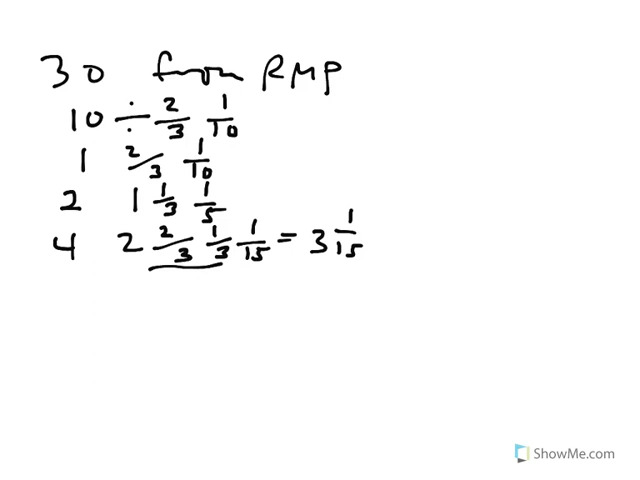 30 from RMP
10 ÷ 2/3 1/10
1 2/3 1/10
2 1 1/3 1/5
4 2 2/3 1/3 1/15 = 3 1/15
ShowMe.com